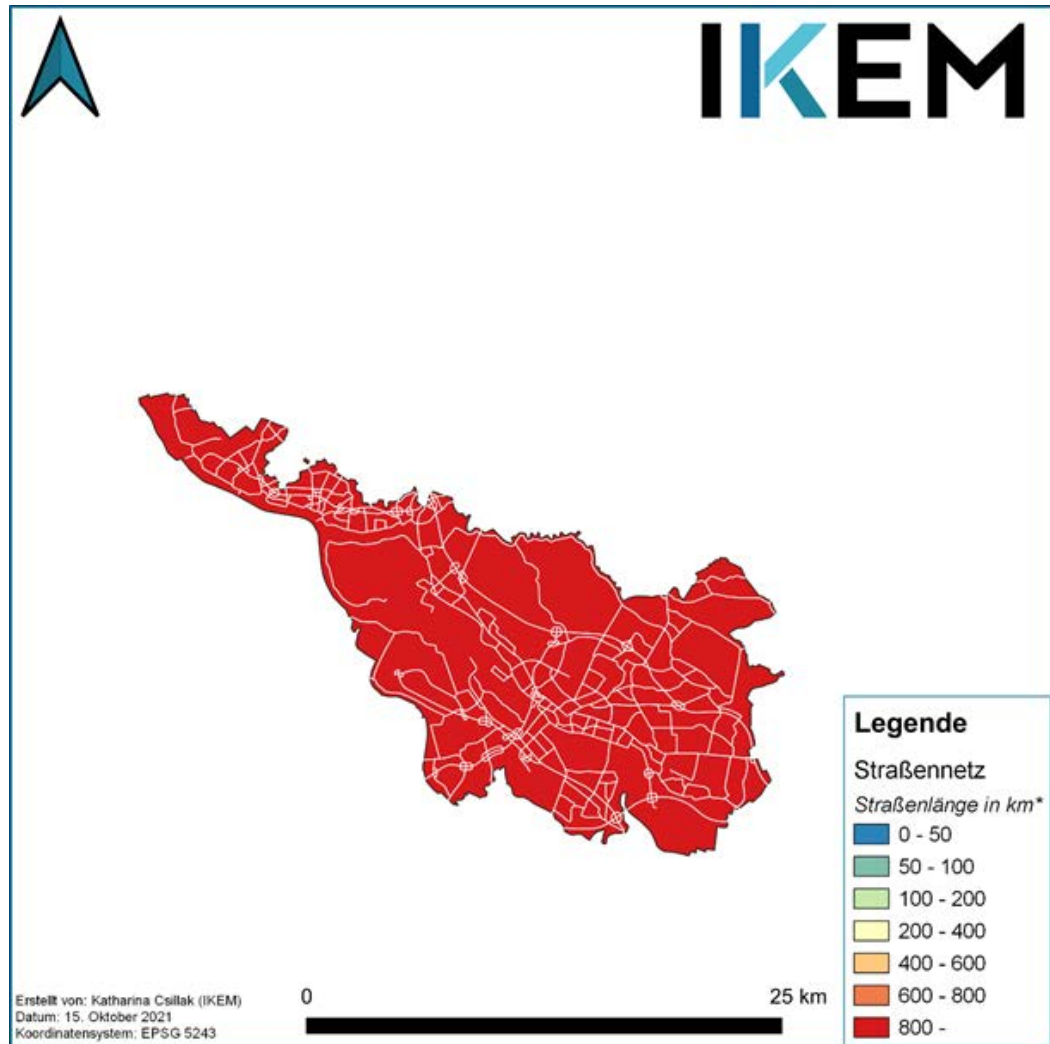 IKEM
Legende
Straßennetz
Straßenlänge in km*
0 - 50
50 - 100
100 - 200
200 - 400
400 - 600
600 - 800
800 -
0
25 km
Erstellt von: Katharina Csillak (IKEM)
Datum: 15. Oktober 2021
Koordinatensystem: EPSG 5243